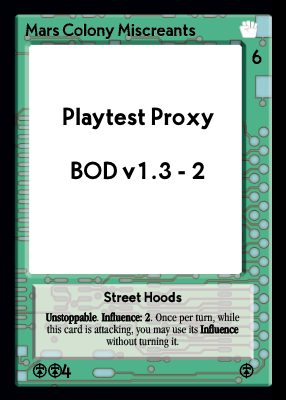 Mars Colony Miscreants
6
Playtest Proxy
BOD v1.3 - 2
Street Hoods
Unstoppable. Influence: 2. Once per turn, while
this card is attacking, you may use its Influence
without turning it.
4